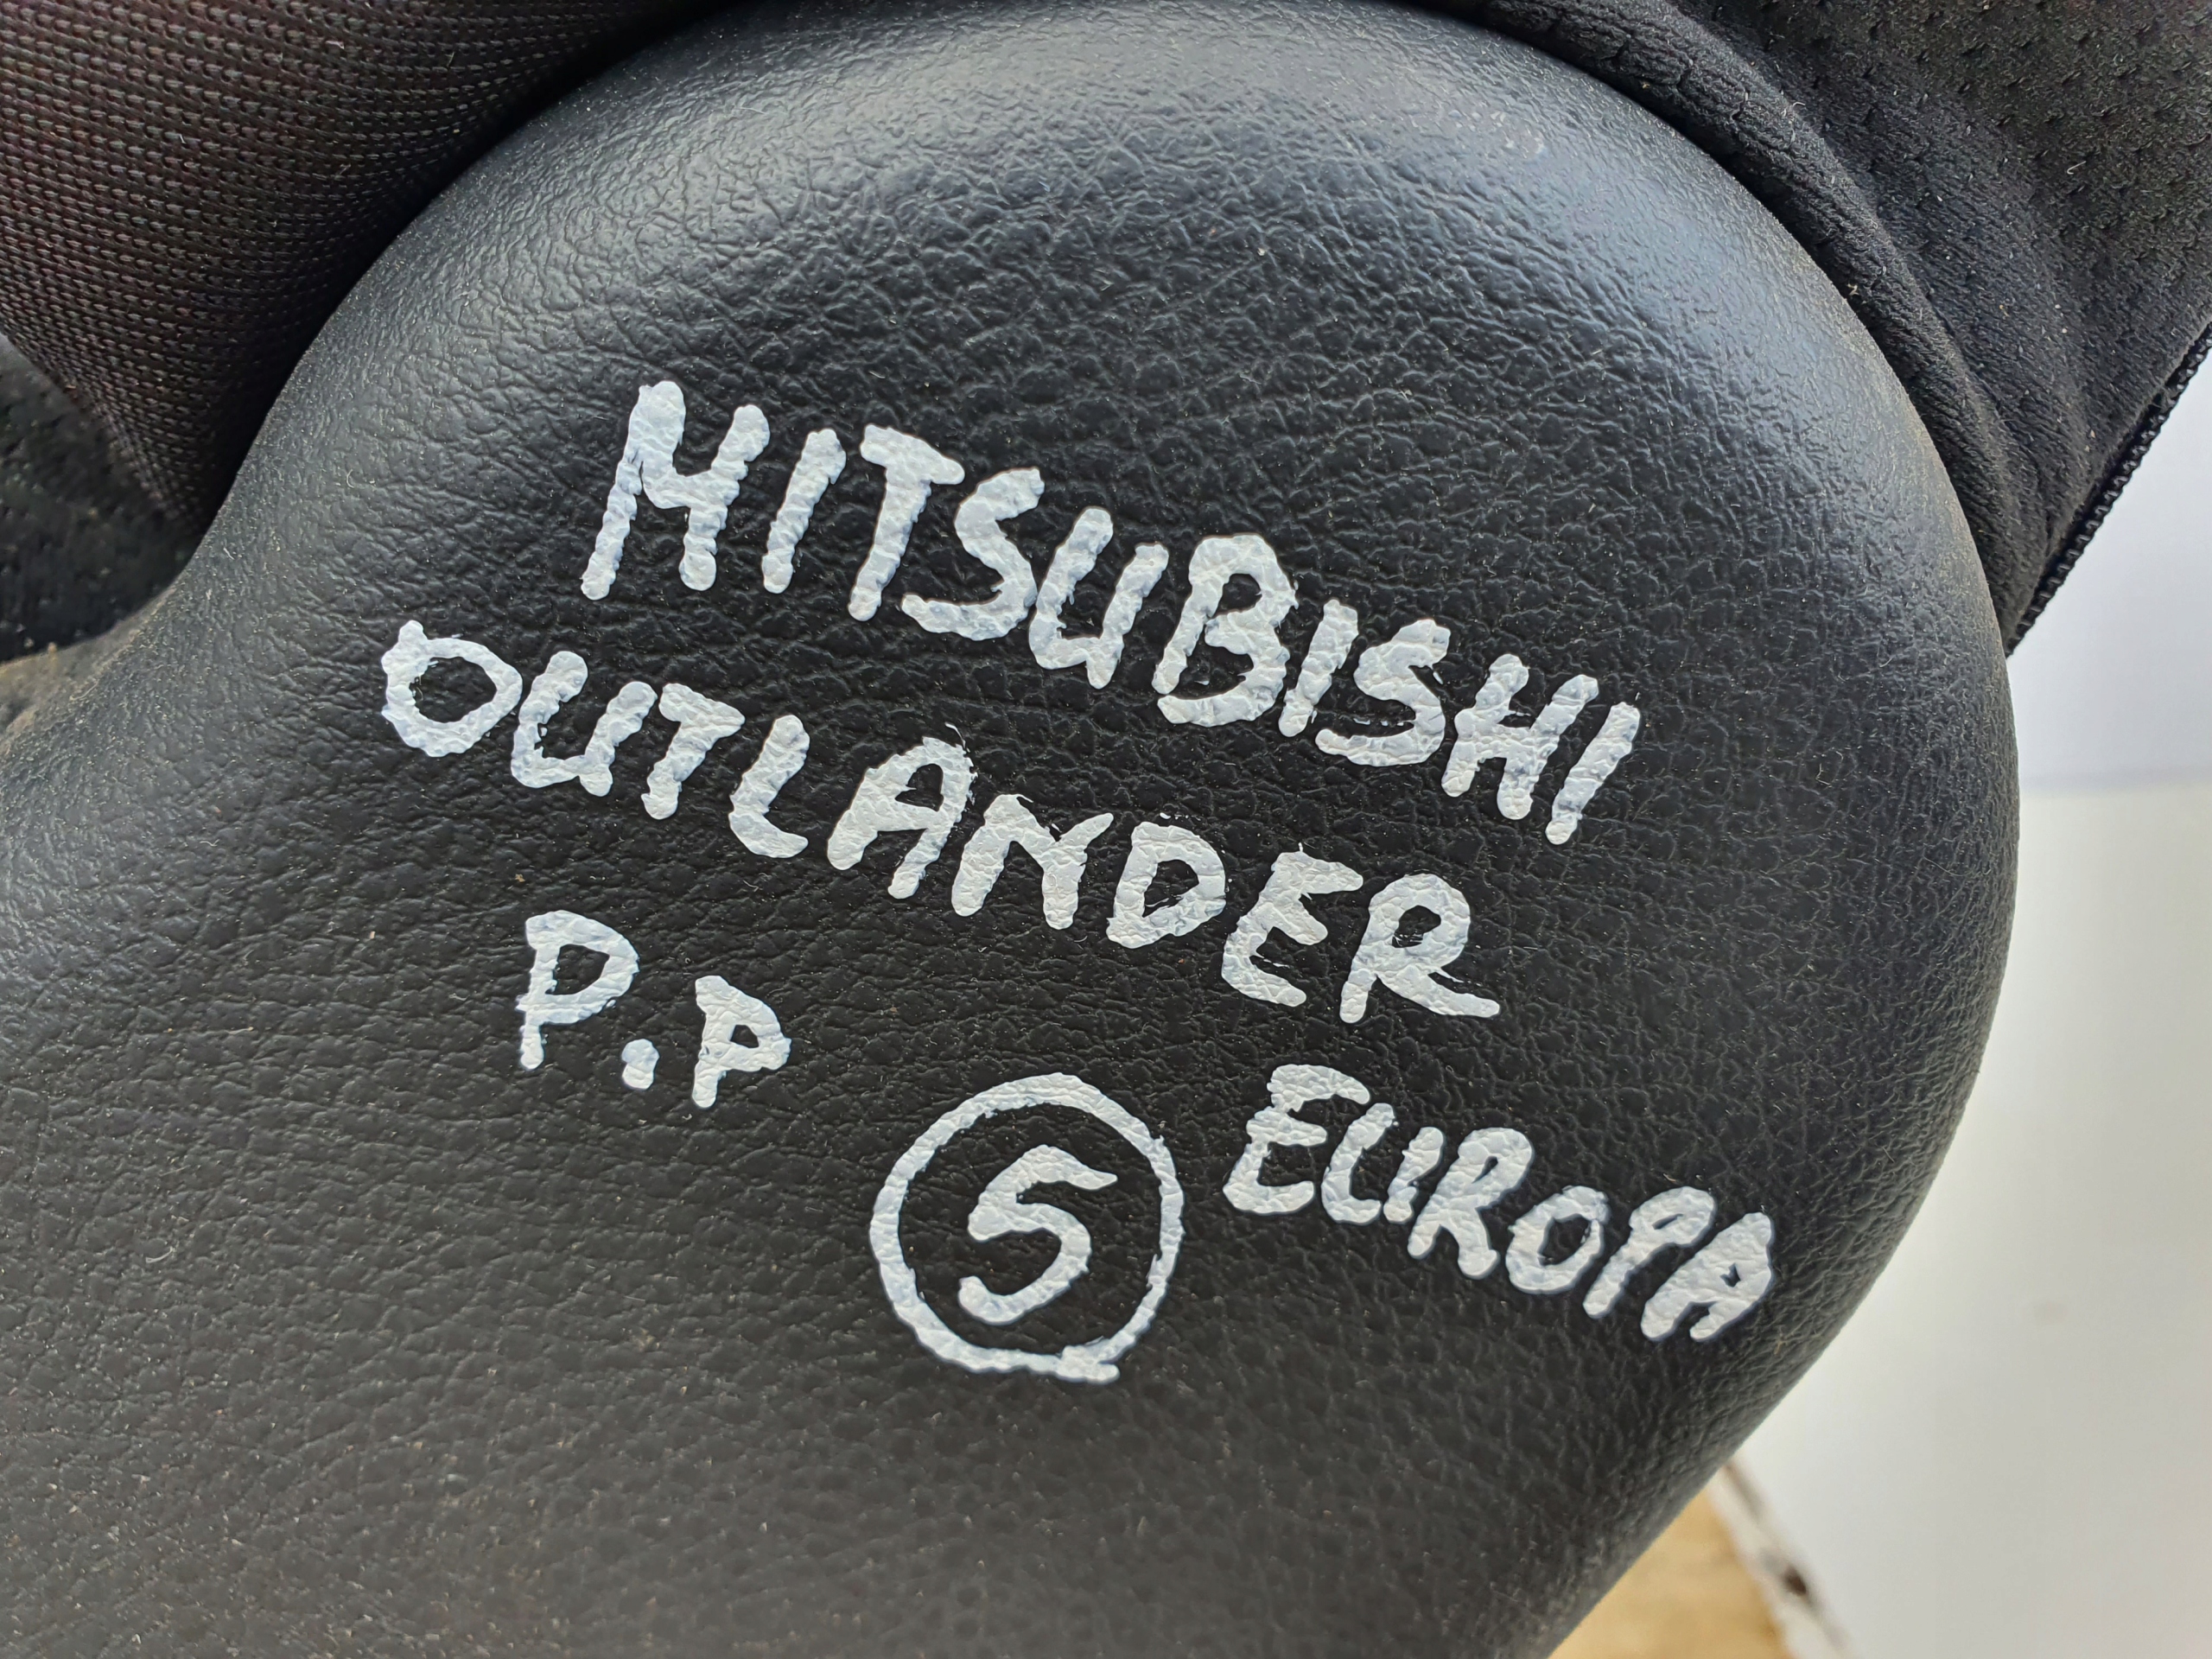 MITSUBISHI
OUTLANDER
P.P
5 EUROPA